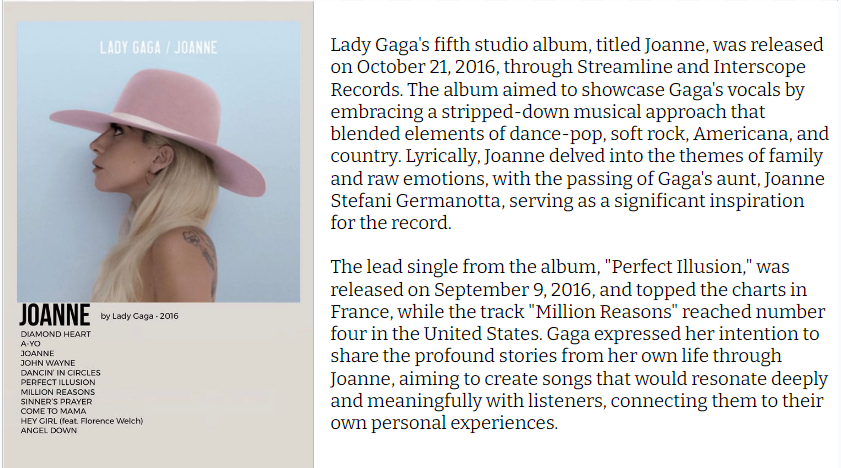 LADY GAGA / JOANNE
JOANNE by Lady Gaga - 2016
DIAMOND HEART
A-YO
JOANNE
JOHN WAYNE
DANCIN' IN CIRCLES
PERFECT ILLUSION
MILLION REASONS
SINNER'S PRAYER
COME TO MAMA
HEY GIRL (feat. Florence Welch)
ANGEL DOWN
Lady Gaga's fifth studio album, titled Joanne, was released
on October 21, 2016, through Streamline and Interscope
Records. The album aimed to showcase Gaga's vocals by
embracing a stripped-down musical approach that
blended elements of dance-pop, soft rock, Americana, and
country. Lyrically, Joanne delved into the themes of family
and raw emotions, with the passing of Gaga's aunt, Joanne
Stefani Germanotta, serving as a significant inspiration
for the record.
The lead single from the album, "Perfect Illusion," was
released on September 9, 2016, and topped the charts in
France, while the track "Million Reasons" reached number
four in the United States. Gaga expressed her intention to
share the profound stories from her own life through
Joanne, aiming to create songs that would resonate deeply
and meaningfully with listeners, connecting them to their
own personal experiences.